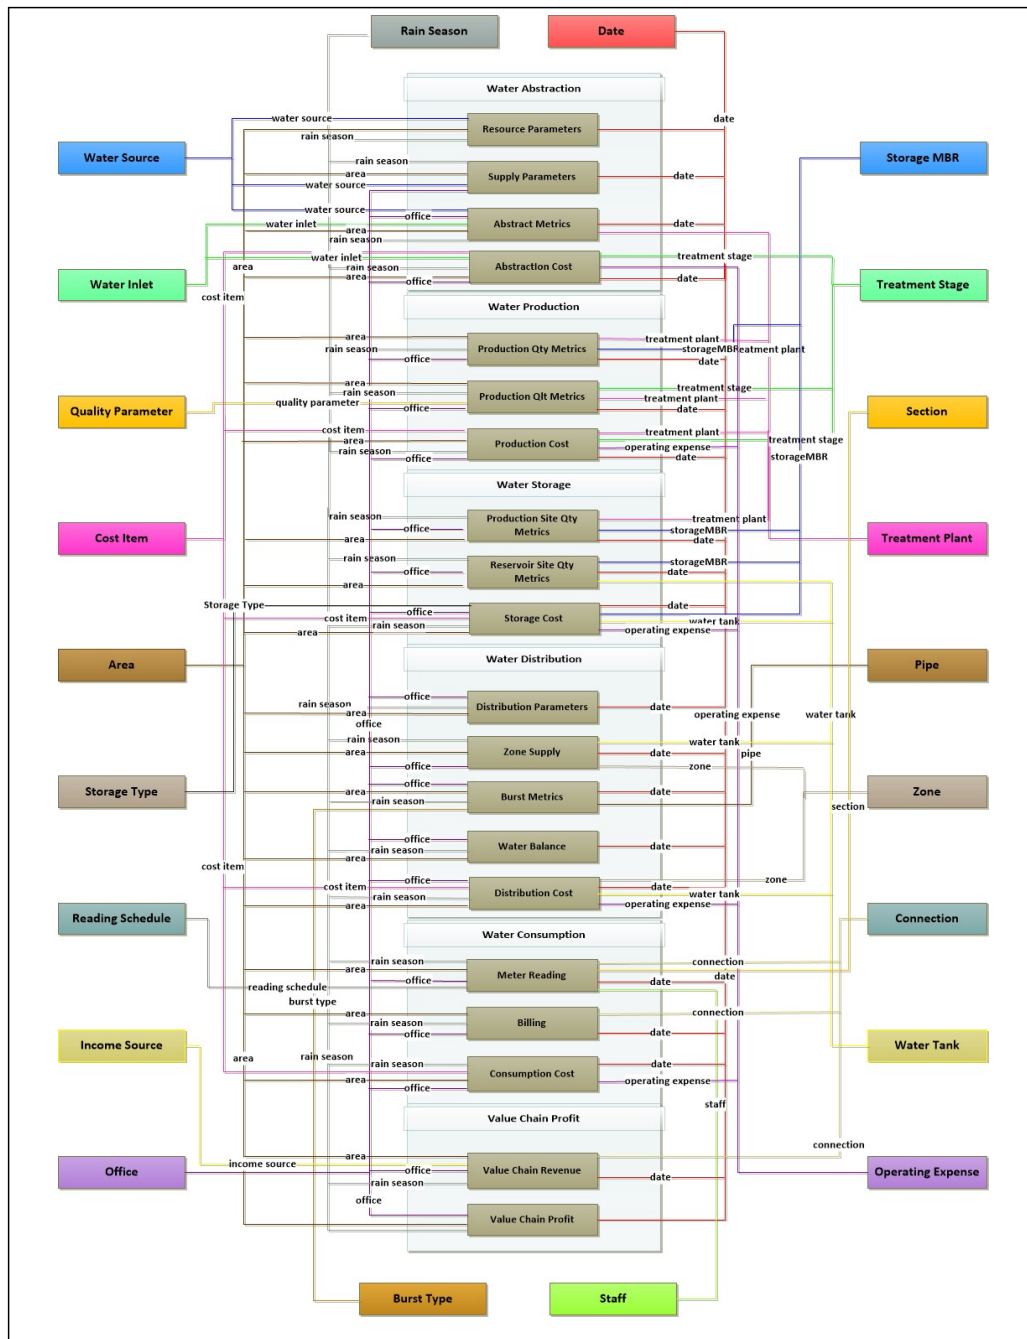 Rain Season
Date
Water Abstraction
water source
Resource Parameters
date
rain season
Water Source
Storage MBR
rain season
area
Supply Parameters
date
water source
water source
office
Abstract Metrics
date
water inlet
area
rain season
water inlet
treatment stage
area
rain season
Abstraction Cost
area
date
office
Water Inlet
Treatment Stage
cost item
Water Production
area
treatment plant
rain season
Production Qty Metrics
storageMBR
eatment plant
office
date
area
treatment stage
rain season
Production Qlt Metrics
quality parameter
treatment plant
office
date
Quality Parameter
Section
cost item
treatment plant
area
Production Cost
treatment stage
rain season
operating expense
office
date
storageMBR
Water Storage
rain season
Production Site Qty
Metrics
treatment plant
office
storageMBR
area
date
Cost Item
Treatment Plant
rain season
Reservoir Site Qty
Metrics
storageMBR
office
date
area
Storage Type
date
office
Storage Cost
cost item
water tank
rain season
operating expense
area
Water Distribution
Area
Pipe
office
rain season
Distribution Parameters
date
area
operating expense
water tank
office
rain season
Zone Supply
water tank
area
date
pipe
office
zone
office
area
Burst Metrics
date
rain season
Storage Type
Zone
section
office
Water Balance
date
rain season
area
cost item
zone
office
cost item
Distribution Cost
date
water tank
area
rain season
operating expense
Reading Schedule
Connection
Water Consumption
rain season
connection
area
Meter Reading
date
office
date
reading schedule
burst type
area
Billing
connection
rain season
office
date
Income Source
Water Tank
area
rain season
rain season
Consumption Cost
date
area
operating expense
office
staff
Value Chain Profit
connection
area
income source
office
Value Chain Revenue
date
rain season
Office
Operating Expense
office
Value Chain Profit
Burst Type
Staff